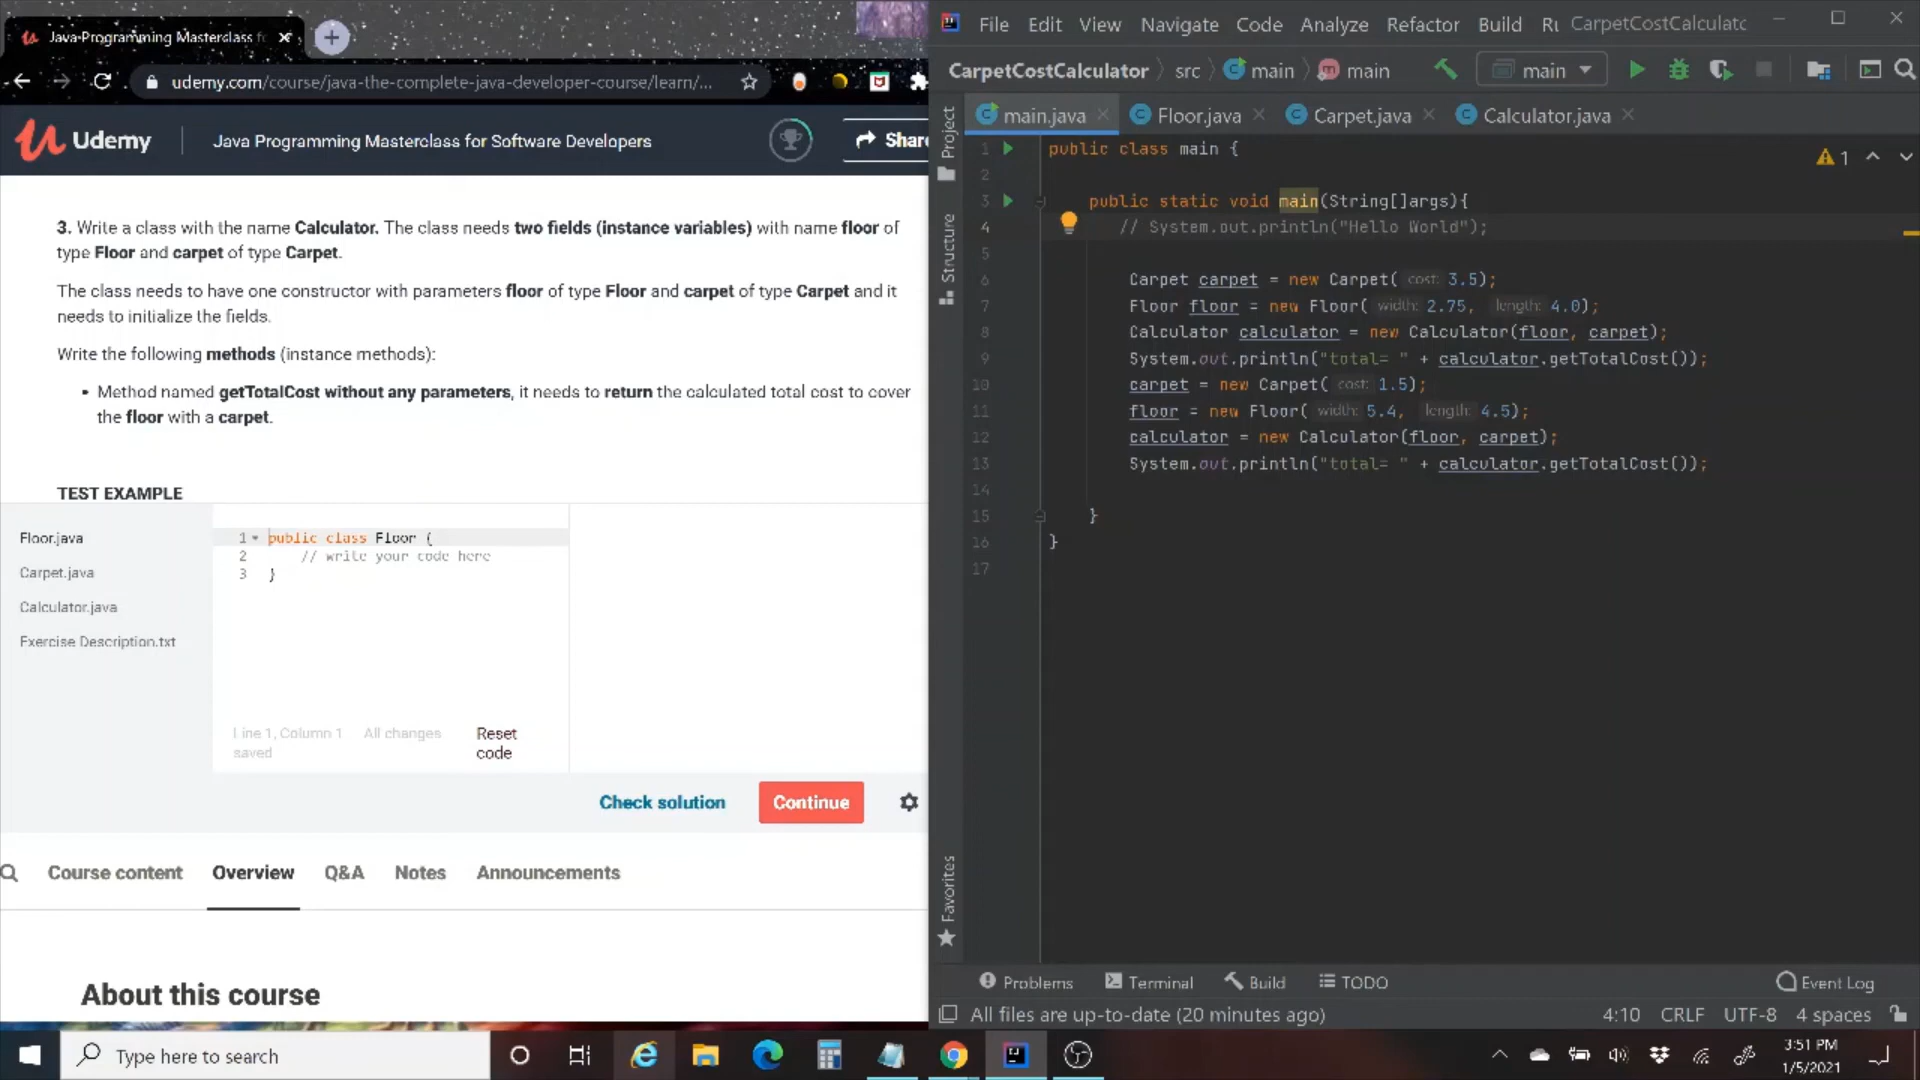 Java Programming Masterclass fo
udemy.com/course/java-the-complete-java-developer-course/learn/...
Udemy
Java Programming Masterclass for Software Developers
Share
3. Write a class with the name Calculator. The class needs two fields (instance variables) with name floor of
type Floor and carpet of type Carpet.
The class needs to have one constructor with parameters floor of type Floor and carpet of type Carpet and it
needs to initialize the fields.
Write the following methods (instance methods):
• Method named getTotalCost without any parameters, it needs to return the calculated total cost to cover
the floor with a carpet.
TEST EXAMPLE
Floor.java
Carpet.java
Calculator.java
Exercise Description.txt
1 public class Floor {
2 // write your code here
3 }
Line 1, Column 1 All changes
saved
Reset
code
Check solution
Continue
Course content
Overview
Q&A
Notes
Announcements
About this course
File Edit View Navigate Code Analyze Refactor Build Ru CarpetCostCalculatc
CarpetCostCalculator src main main
main
main.java
Floor.java
Carpet.java
Calculator.java
Project
Structure
Favorites
1
1 public class main {
2
3 public static void main(String[]args){
4 // System.out.println("Hello World");
5
6 Carpet carpet = new Carpet( cost: 3.5);
7 Floor floor = new Floor( width: 2.75, length: 4.0);
8 Calculator calculator = new Calculator(floor, carpet);
9 System.out.println("total= " + calculator.getTotalCost());
10 carpet = new Carpet( cost: 1.5);
11 floor = new Floor( width: 5.4, length: 4.5);
12 calculator = new Calculator(floor, carpet);
13 System.out.println("total= " + calculator.getTotalCost());
14
15 }
16 }
17
Problems
Terminal
Build
TODO
Event Log
All files are up-to-date (20 minutes ago)
4:10 CRLF UTF-8 4 spaces
Type here to search
3:51 PM
1/5/2021